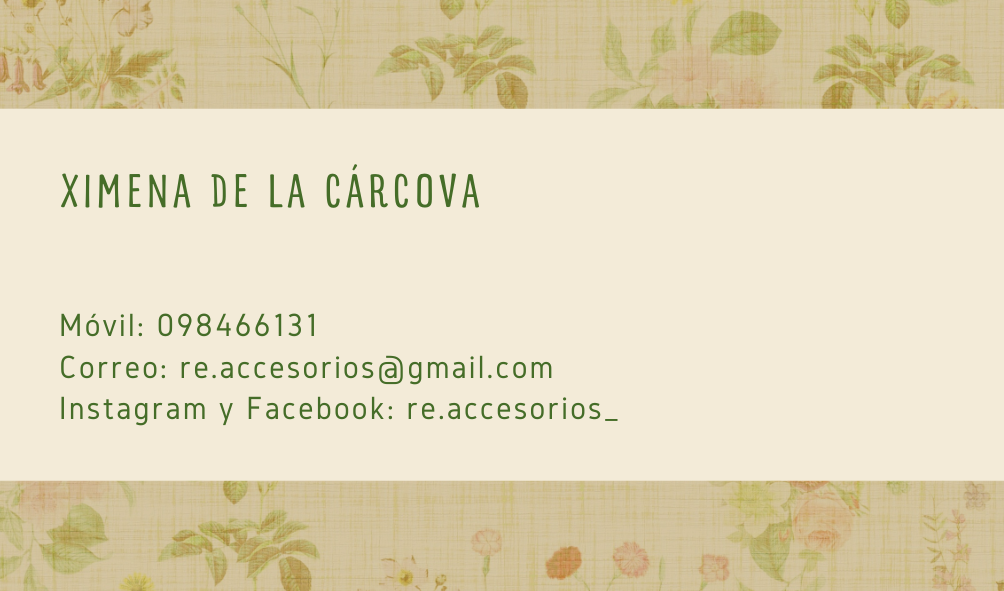 XIMENA DE LA CÁRCOVA
Móvil: 098466131
Correo: re.accesorios@gmail.com
Instagram y Facebook: re.accesorios_